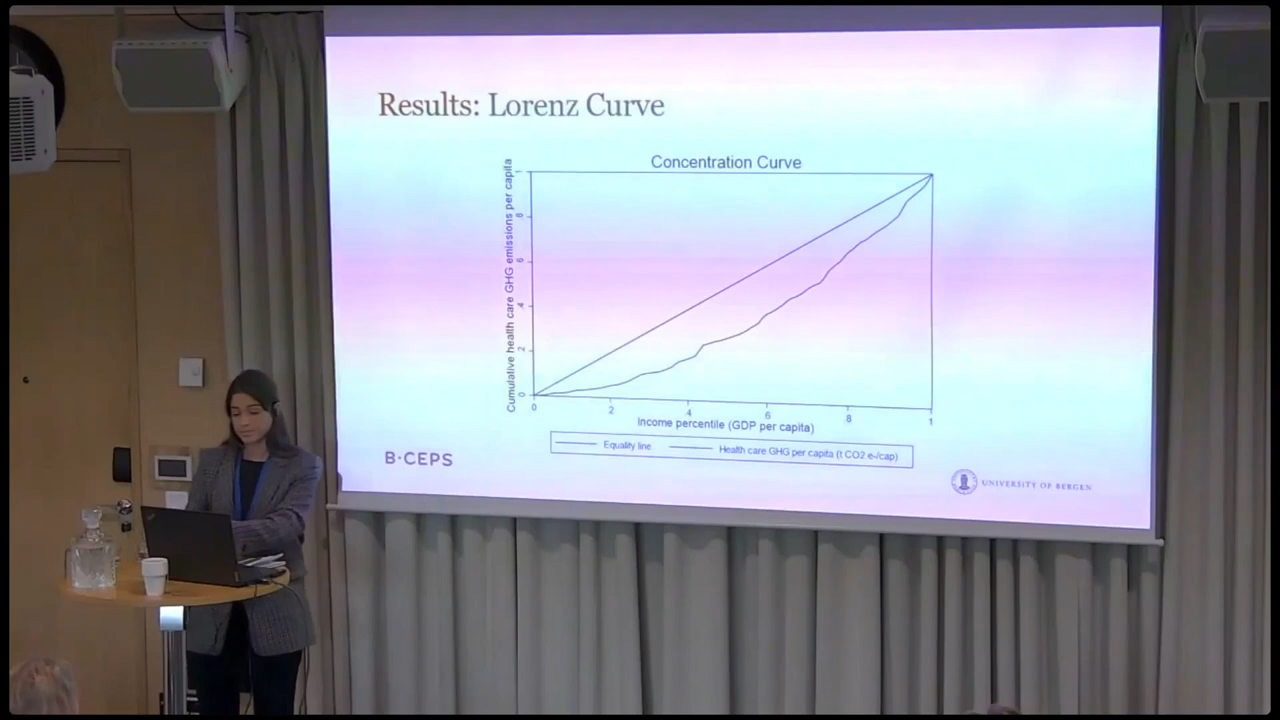 Results: Lorenz Curve
Concentration Curve
Cumulative health care GHG emissions per capita
1
.8
.6
.4
.2
0
0
.2
.4
.6
.8
1
Income percentile (GDP per capita)
Equality line
Health care GHG per capita (t CO2 e-/cap)
B·CEPS
UNIVERSITY OF BERGEN